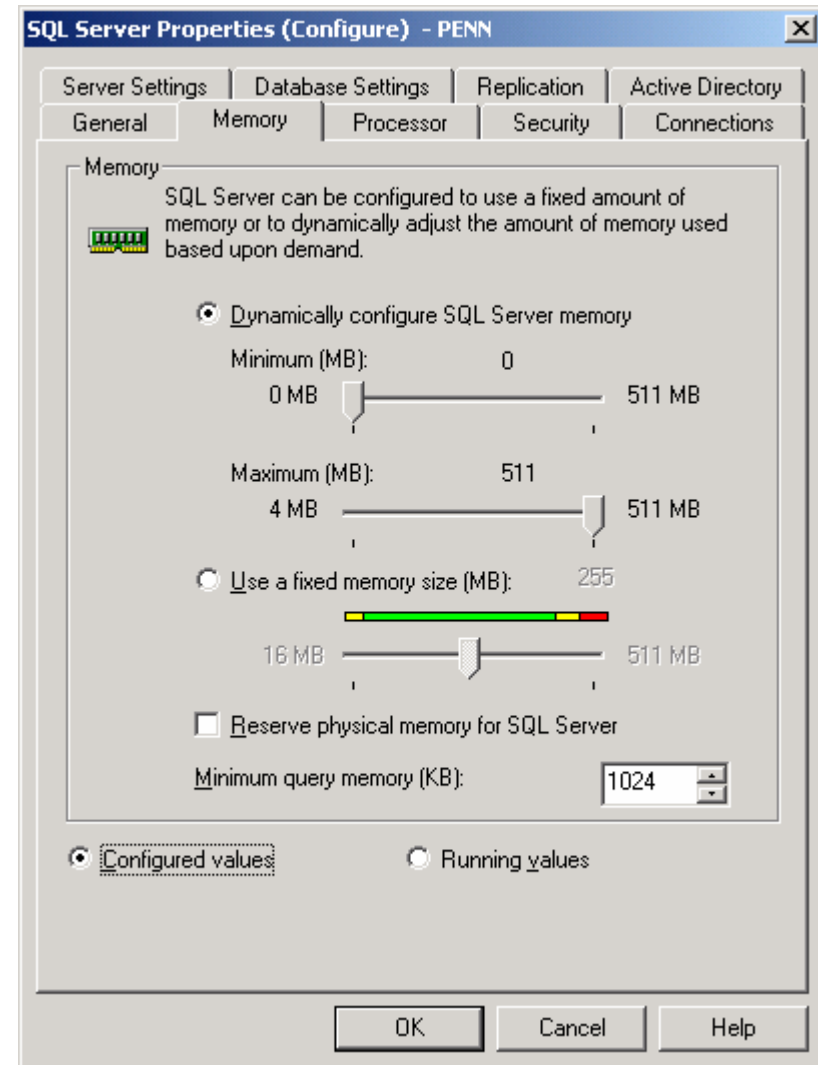 SQL Server Properties (Configure) - PENN
Server Settings Database Settings Replication Active Directory
General Memory Processor Security Connections
Memory
SQL Server can be configured to use a fixed amount of
memory or to dynamically adjust the amount of memory used
based upon demand.
Dynamically configure SQL Server memory
Minimum (MB): 0
0 MB 511 MB
Maximum (MB): 511
4 MB 511 MB
Use a fixed memory size (MB): 255
16 MB 511 MB
Reserve physical memory for SQL Server
Minimum query memory (KB): 1024
Configured values Running values
OK Cancel Help